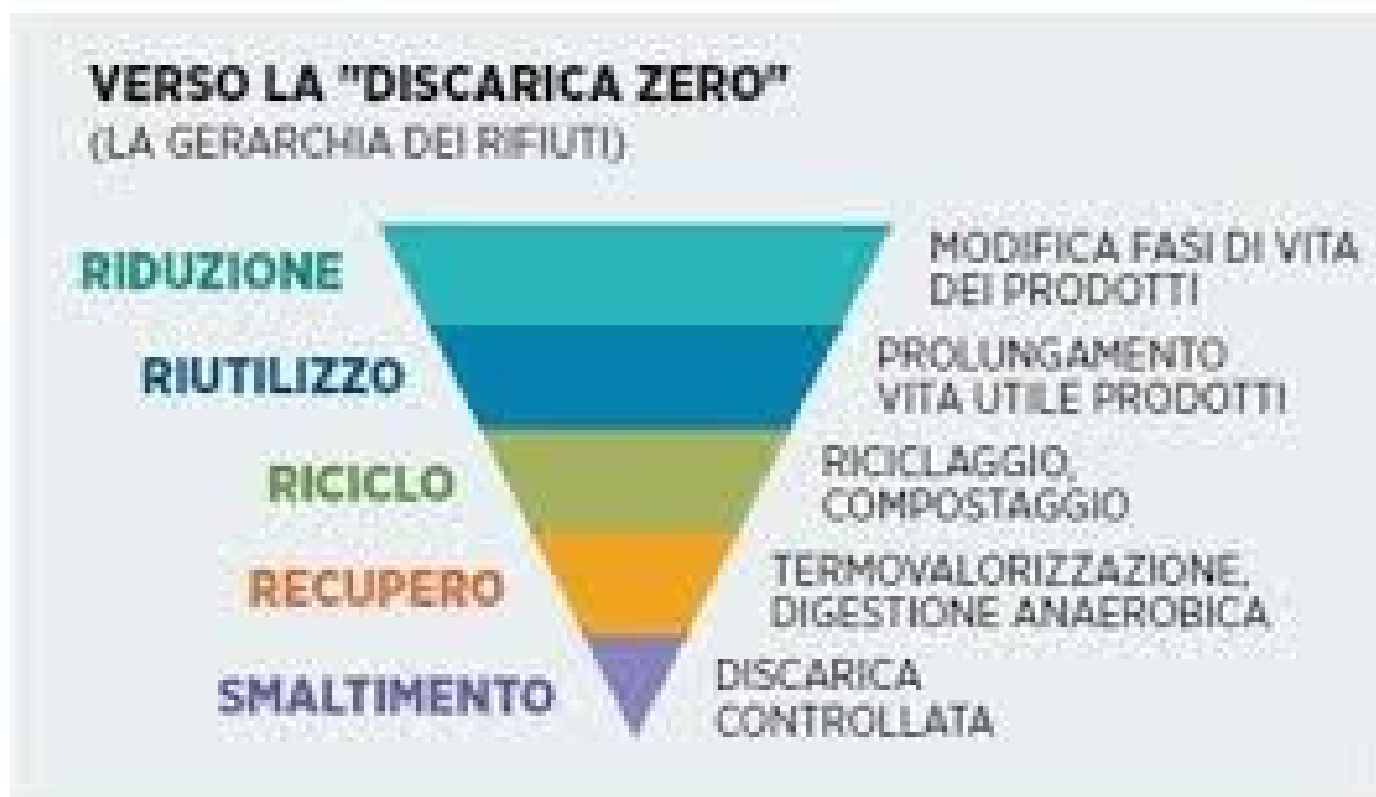 VERSO LA "DISCARICA ZERO"
(LA GERARCHIA DEI RIFIUTI)
RIDUZIONE
MODIFICA FASI DI VITA
DEI PRODOTTI
RIUTILIZZO
PROLUNGAMENTO
VITA UTILE PRODOTTI
RICICLO
RICICLAGGIO,
COMPOSTAGGIO
RECUPERO
TERMOVALORIZZAZIONE,
DIGESTIONE ANAEROBICA
SMALTIMENTO
DISCARICA
CONTROLLATA